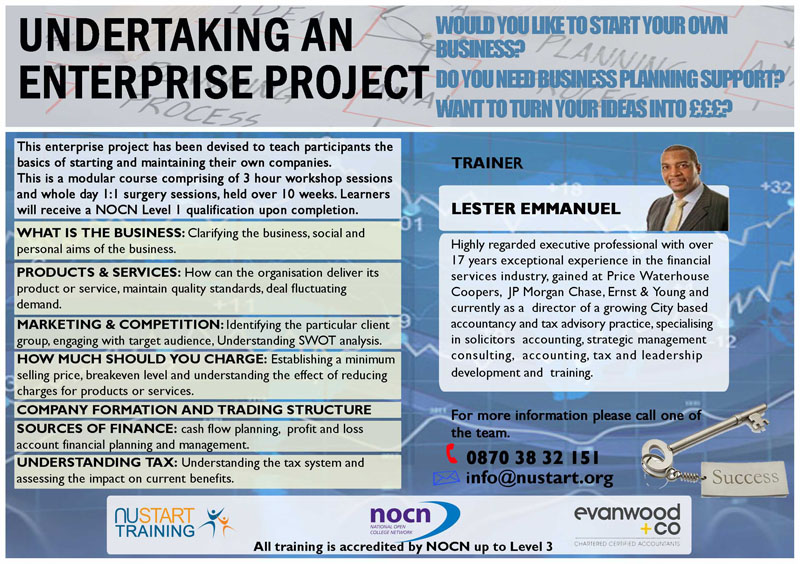 UNDERTAKING AN
ENTERPRISE PROJECT
WOULD YOU LIKE TO START YOUR OWN
BUSINESS?
DO YOU NEED BUSINESS PLANNING SUPPORT?
WANT TO TURN YOUR IDEAS INTO £££?
IDEA
PLANNING
PROCESS
PLANNING
PROCESS
This enterprise project has been devised to teach participants the
basics of starting and maintaining their own companies.
This is a modular course comprising of 3 hour workshop sessions
and whole day 1:1 surgery sessions, held over 10 weeks. Learners
will receive a NOCN Level 1 qualification upon completion.
WHAT IS THE BUSINESS: Clarifying the business, social and
personal aims of the business.
PRODUCTS & SERVICES: How can the organisation deliver its
product or service, maintain quality standards, deal fluctuating
demand.
MARKETING & COMPETITION: Identifying the particular client
group, engaging with target audience, Understanding SWOT analysis.
HOW MUCH SHOULD YOU CHARGE: Establishing a minimum
selling price, breakeven level and understanding the effect of reducing
charges for products or services.
COMPANY FORMATION AND TRADING STRUCTURE
SOURCES OF FINANCE: cash flow planning, profit and loss
account financial planning and management.
UNDERSTANDING TAX: Understanding the tax system and
assessing the impact on current benefits.
TRAINER
LESTER EMMANUEL
+18
+32
Highly regarded executive professional with over
17 years exceptional experience in the financial
services industry, gained at Price Waterhouse
Coopers, JP Morgan Chase, Ernst & Young and
currently as a director of a growing City based
accountancy and tax advisory practice, specialising
in solicitors accounting, strategic management
consulting, accounting, tax and leadership
development and training.
For more information please call one of
the team.
0870 38 32 151
info@nustart.org
Success
nuSTART
TRAINING
nocn
NATIONAL OPEN
COLLEGE NETWORK
evanwood
+co
CHARTERED CERTIFIED ACCOUNTANTS
All training is accredited by NOCN up to Level 3